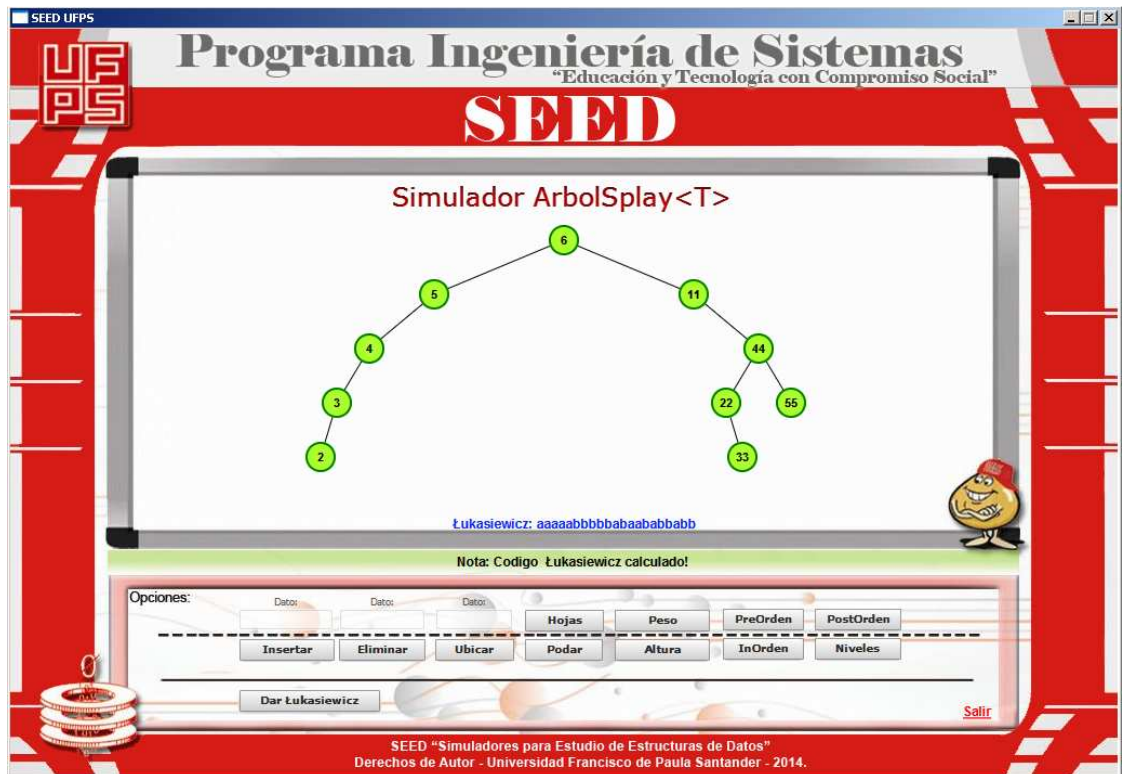 SEED UFPS
UFPS
Programa Ingeniería de Sistemas
“Educación y Tecnología con Compromiso Social”
SEED
Simulador ArbolSplay<T>
6
5 11
4 44
3 22 55
2 33
Łukasiewicz: aaaaabbbbbbabaababbabb
Nota: Codigo Łukasiewicz calculado!
Opciones:
Dato: Dato: Dato:
Hojas Peso PreOrden PostOrden
Insertar Eliminar Ubicar Podar Altura InOrden Niveles
Dar Łukasiewicz
Salir
SEED “Simuladores para Estudio de Estructuras de Datos”
Derechos de Autor - Universidad Francisco de Paula Santander - 2014.